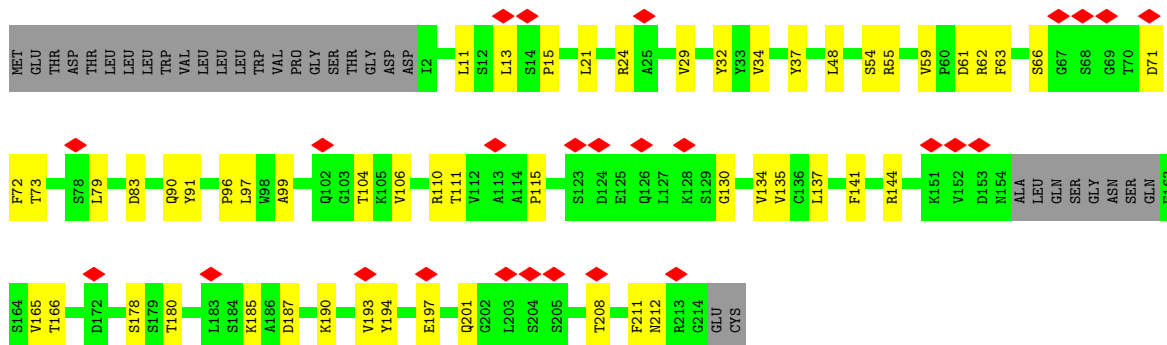 MET GLU THR ASP THR LEU LEU LEU TRP VAL LEU LEU LEU TRP VAL PRO GLY SER THR GLY ASP ASP I2 L11 S12 L13 S14 P15 L21 R24 A25 V29 Y32 Y33 V34 Y37 L48 S54 R55 V59 P60 D61 R62 F63 S66 G67 S68 G69 T70 D71
F72 T73 S78 L79 D83 Q90 Y91 P96 L97 W98 A99 Q102 G103 T104 K105 V106 R110 T111 V112 A113 A114 P115 S123 D124 E125 Q126 L127 K128 S129 G130 V134 V135 C136 L137 F141 R144 K151 V152 D153 N154 ALA LEU GLN SER GLY ASN SER GLN
S164 V165 T166 D172 S178 S179 T180 L183 S184 K185 A186 D187 K190 V193 Y194 E197 Q201 G202 L203 S204 S205 T208 F211 N212 R213 G214 GLU CYS